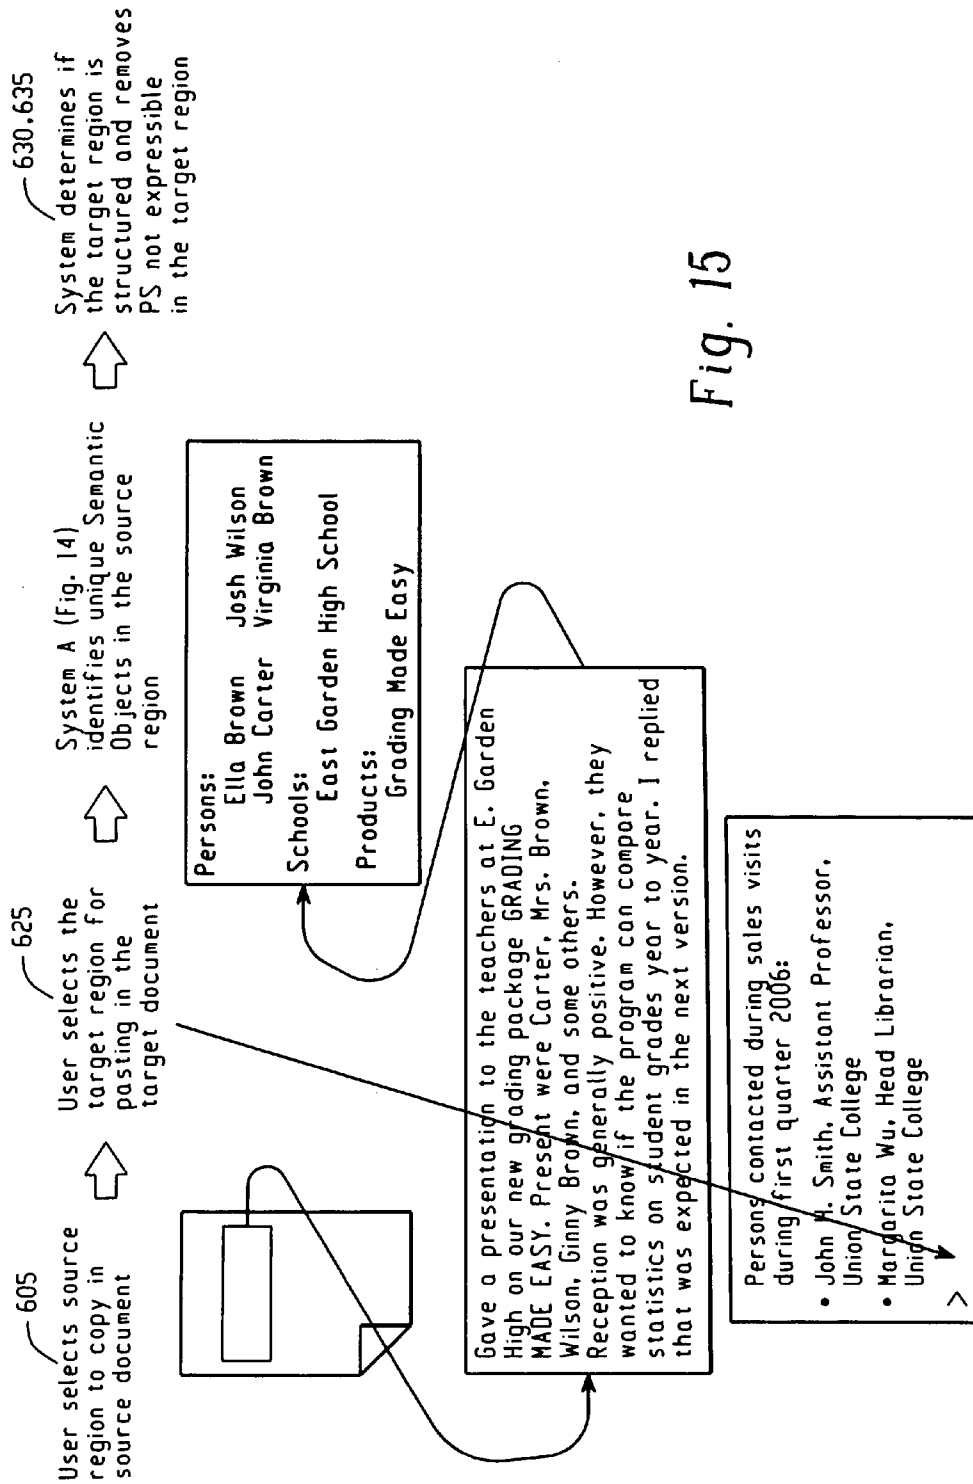 605
User selects source
region to copy in
source document
625
User selects the
target region for
pasting in the
target document
System A (Fig. 14)
identifies unique Semantic
Objects in the source
region
630,635
System determines if
the target region is
structured and removes
PS not expressible
in the target region
Persons:
Ella Brown Josh Wilson
John Carter Virginia Brown
Schools:
East Garden High School
Products:
Grading Made Easy
Gave a presentation to the teachers at E. Garden
High on our new grading package GRADING
MADE EASY. Present were Carter, Mrs. Brown,
Wilson, Ginny Brown, and some others.
Reception was generally positive. However, they
wanted to know if the program can compare
statistics on student grades year to year. I replied
that was expected in the next version.
Persons contacted during sales visits
during first quarter 2006:
• John H. Smith, Assistant Professor,
Union State College
• Margarita Wu, Head Librarian,
Union State College
>
Fig. 15